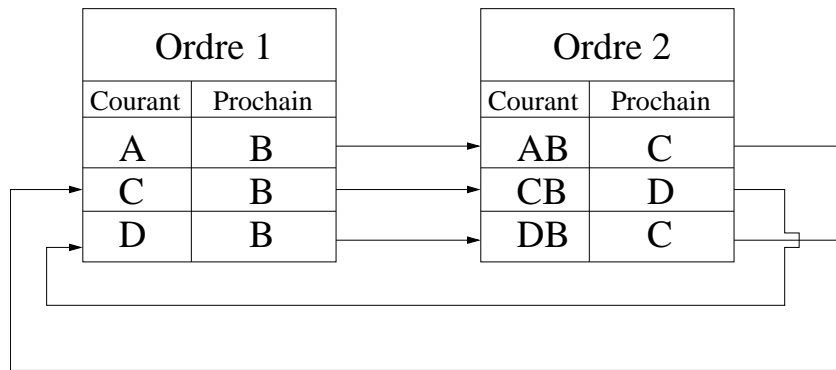 Ordre 1 Ordre 2
Courant Prochain Courant Prochain
A B AB C
C B CB D
D B DB C